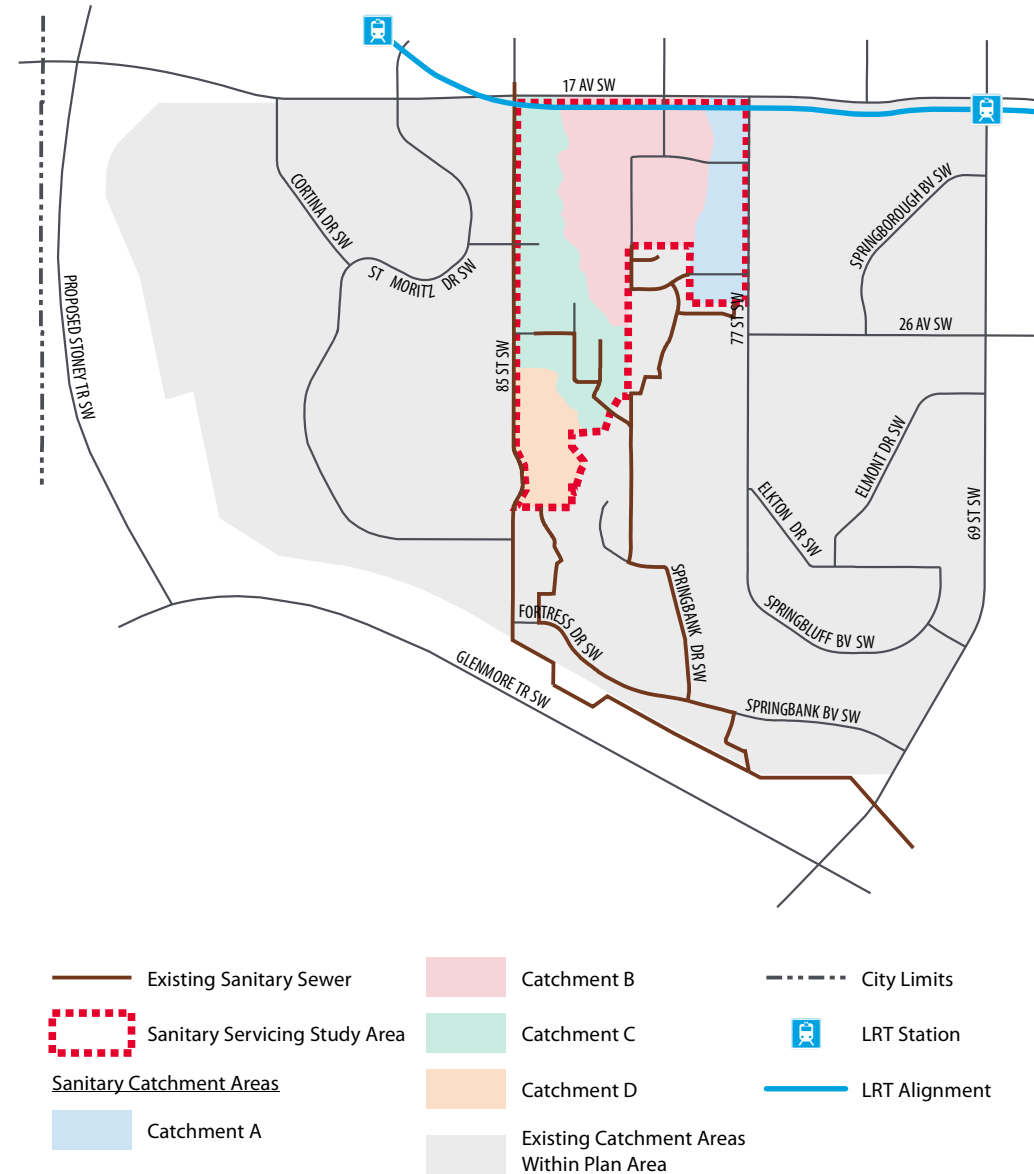 17 AV SW
CORTINA DR SW
ST MORITZ DR SW
SPRINGBOROUGH BV SW
PROPOSED STONEY TR SW
85 ST SW
77 ST SW
26 AV SW
ELMONT DR SW
ELKTON DR SW
69 ST SW
SPRINGBANK DR SW
SPRINGBLUFF BV SW
FORTRESS DR SW
GLENMORE TR SW
SPRINGBANK BV SW
Existing Sanitary Sewer
Sanitary Servicing Study Area
Sanitary Catchment Areas
Catchment A
Catchment B
Catchment C
Catchment D
Existing Catchment Areas
Within Plan Area
City Limits
LRT Station
LRT Alignment